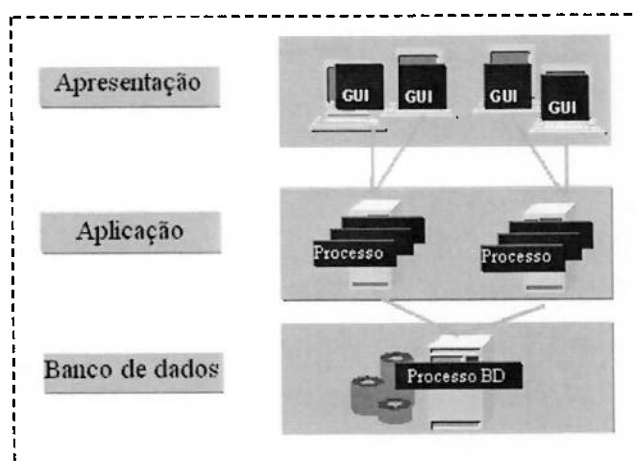 Apresentação
GUI
GUI
GUI
GUI
Aplicação
Processo
Processo
Banco de dados
Processo BD